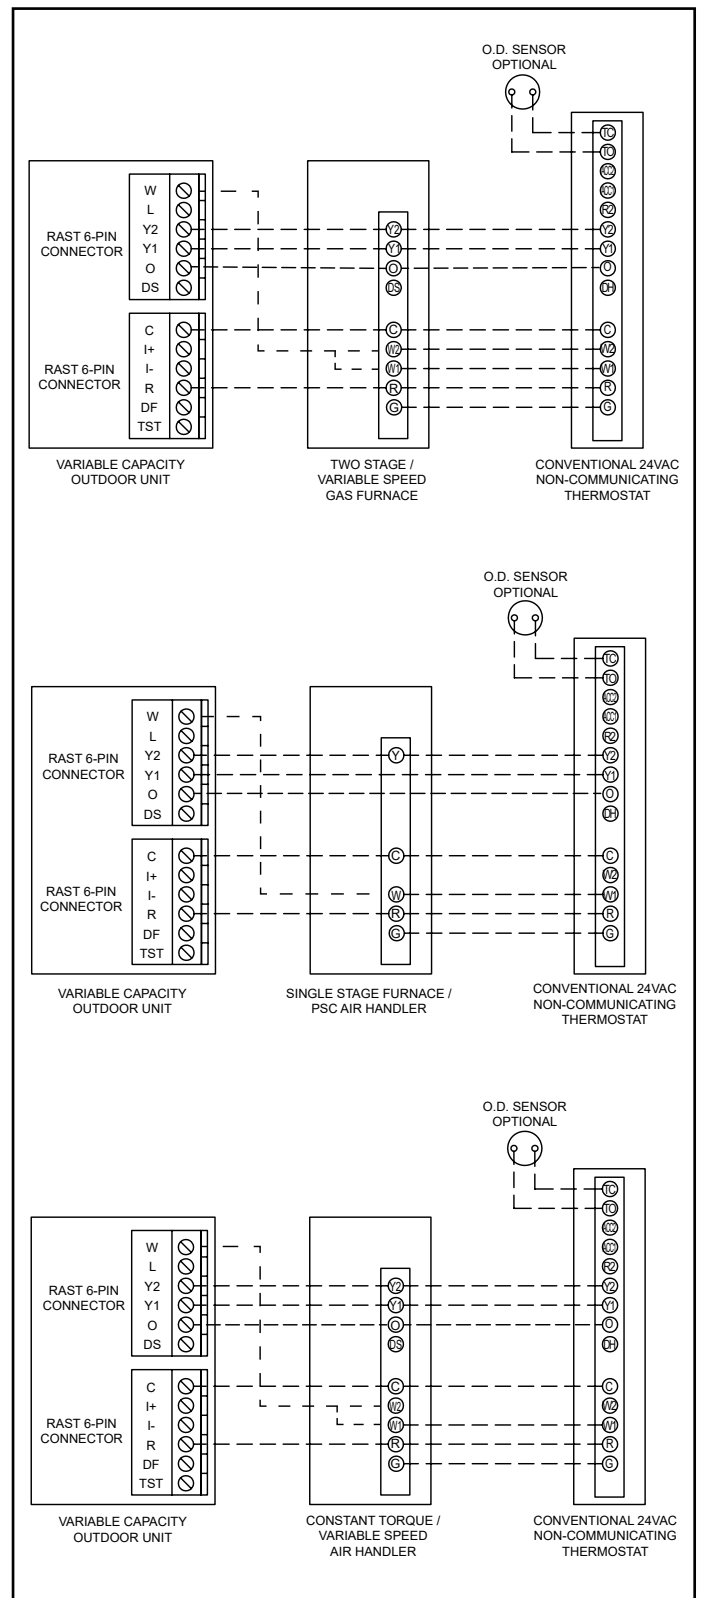 O.D. SENSOR
OPTIONAL
TC
TO
ACC2
ACC1
R2
Y2
Y1
O
DH
C
W2
W1
R
G
RAST 6-PIN
CONNECTOR
W
L
Y2
Y1
O
DS
RAST 6-PIN
CONNECTOR
C
I+
I-
R
DF
TST
Y2
Y1
O
DS
C
W2
W1
R
G
VARIABLE CAPACITY
OUTDOOR UNIT
TWO STAGE /
VARIABLE SPEED
GAS FURNACE
CONVENTIONAL 24VAC
NON-COMMUNICATING
THERMOSTAT
O.D. SENSOR
OPTIONAL
TC
TO
ACC2
ACC1
R2
Y2
Y1
O
DH
C
W2
W1
R
G
RAST 6-PIN
CONNECTOR
W
L
Y2
Y1
O
DS
RAST 6-PIN
CONNECTOR
C
I+
I-
R
DF
TST
Y
C
W
R
G
VARIABLE CAPACITY
OUTDOOR UNIT
SINGLE STAGE FURNACE /
PSC AIR HANDLER
CONVENTIONAL 24VAC
NON-COMMUNICATING
THERMOSTAT
O.D. SENSOR
OPTIONAL
TC
TO
ACC2
ACC1
R2
Y2
Y1
O
DH
C
W2
W1
R
G
RAST 6-PIN
CONNECTOR
W
L
Y2
Y1
O
DS
RAST 6-PIN
CONNECTOR
C
I+
I-
R
DF
TST
Y2
Y1
O
DS
C
W2
W1
R
G
VARIABLE CAPACITY
OUTDOOR UNIT
CONSTANT TORQUE /
VARIABLE SPEED
AIR HANDLER
CONVENTIONAL 24VAC
NON-COMMUNICATING
THERMOSTAT